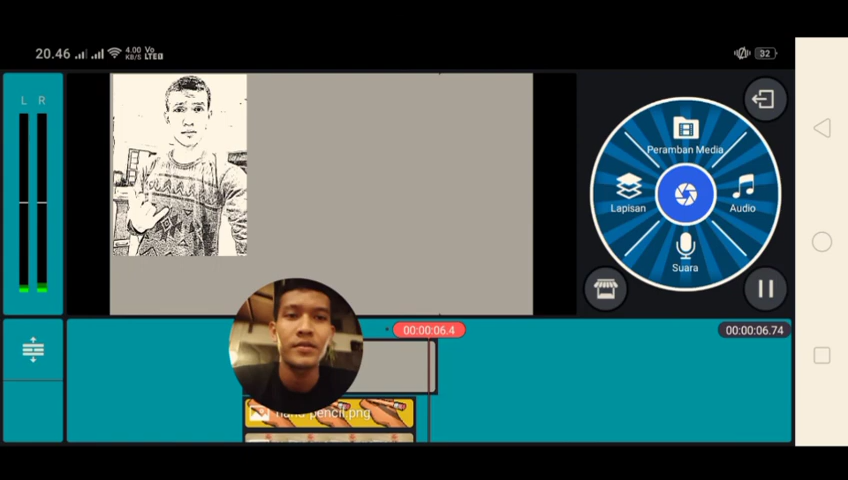 20.46
4.00
KB/S
Vo
LTE
32
L R
Peramban Media
Lapisan
Audio
Suara
00:00:06.4
00:00:06.74
hand-pencil.png